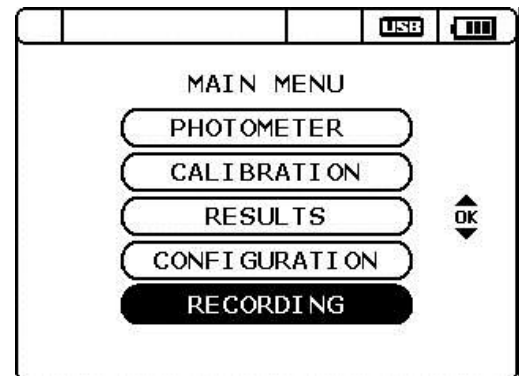 USB
MAIN MENU
PHOTOMETER
CALIBRATION
RESULTS
OK
CONFIGURATION
RECORDING